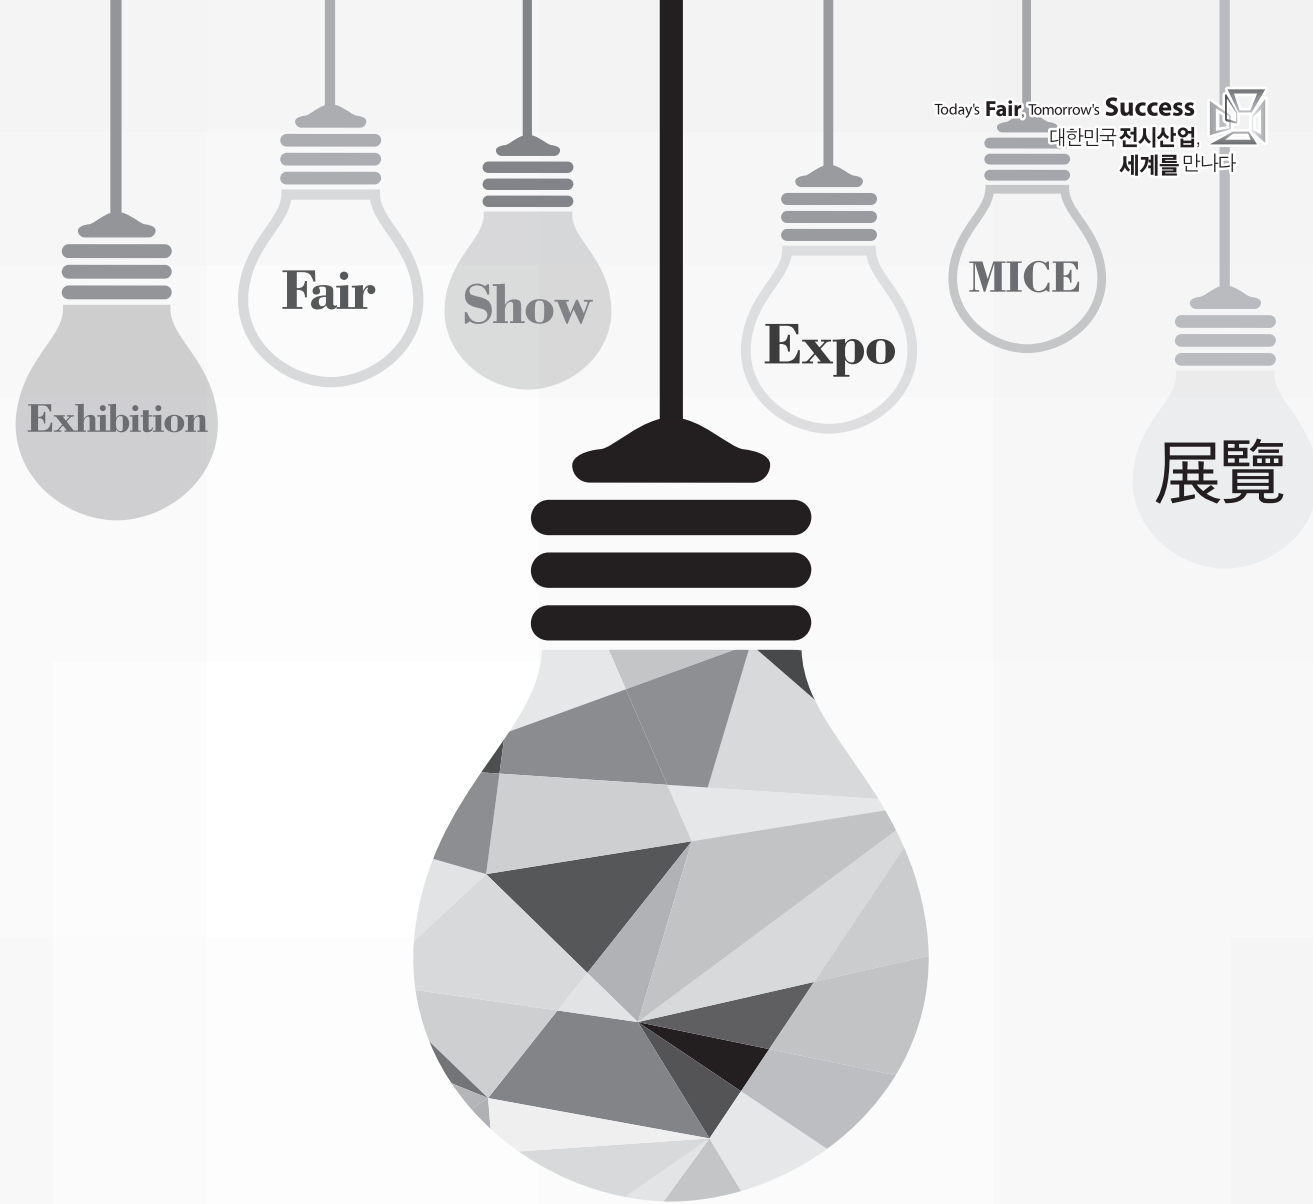 Today's Fair, Tomorrow's Success
대한민국 전시산업,
세계를 만나다
Fair
Show
MICE
Expo
Exhibition
展覽